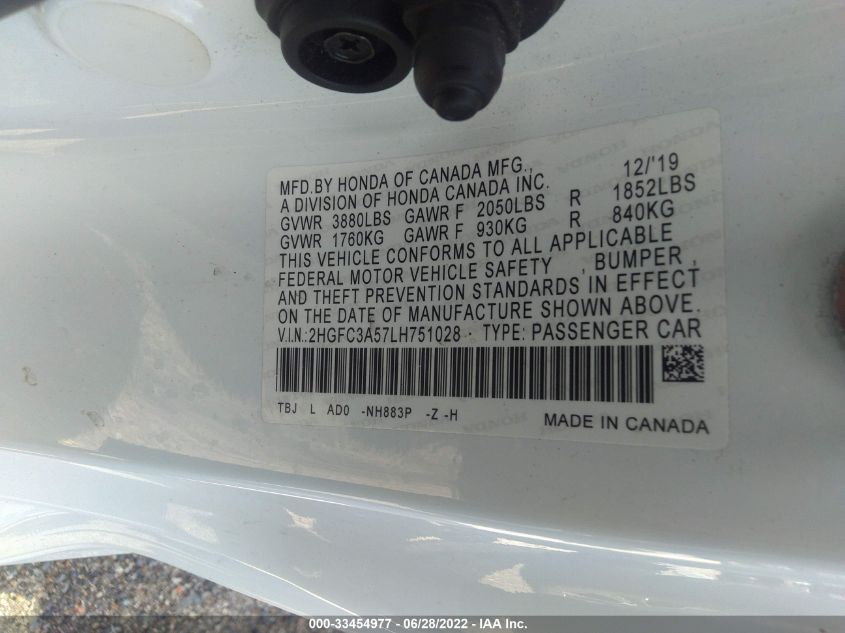 MFD.BY HONDA OF CANADA MFG., 12/'19
A DIVISION OF HONDA CANADA INC.
GVWR 3880LBS GAWR F 2050LBS R 1852LBS
GVWR 1760KG GAWR F 930KG R 840KG
THIS VEHICLE CONFORMS TO ALL APPLICABLE
FEDERAL MOTOR VEHICLE SAFETY , BUMPER ,
AND THEFT PREVENTION STANDARDS IN EFFECT
ON THE DATE OF MANUFACTURE SHOWN ABOVE.
V.I.N.:2HGFC3A57LH751028 · TYPE: PASSENGER CAR
TBJ L AD0 -NH883P -Z -H
MADE IN CANADA
000-33454977 - 06/28/2022 - IAA Inc.